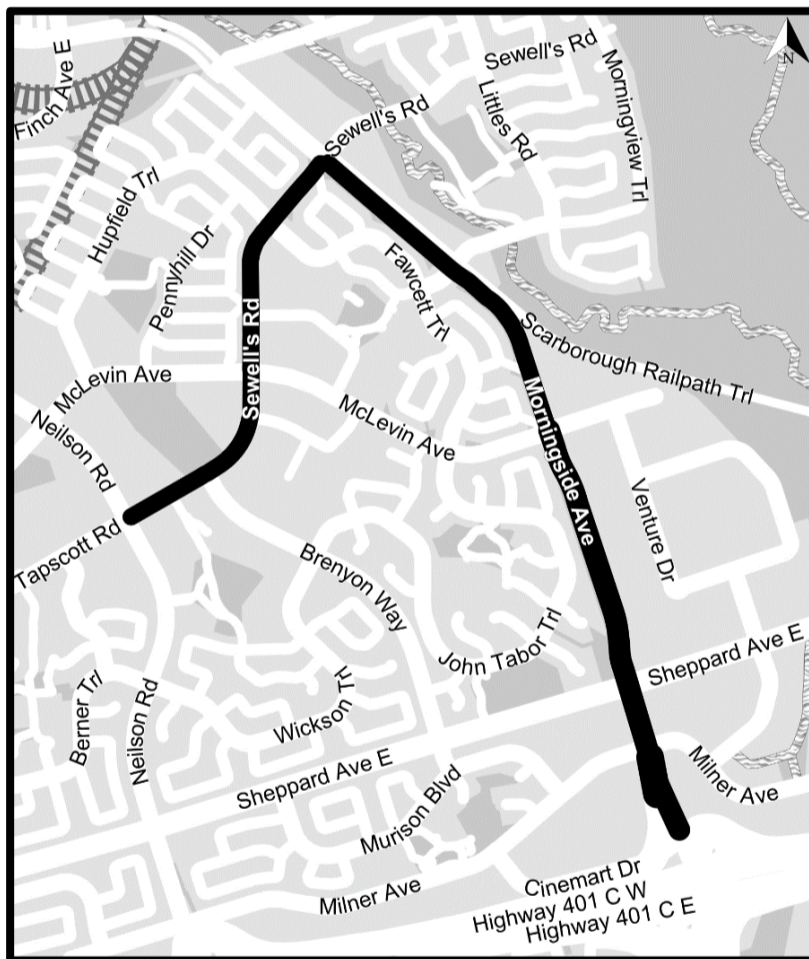 Finch Ave E
Sewell's Rd
Morningview Trl
N
Littles Rd
Sewell's Rd
Hupfield Trl
Pennyhill Dr
Fawcett Trl
Scarborough Railpath Trl
Sewell's Rd
McLevin Ave
McLevin Ave
Morningside Ave
Neilson Rd
Venture Dr
Tapscott Rd
Brenyon Way
John Tabor Trl
Sheppard Ave E
Berner Trl
Neilson Rd
Wickson Trl
Sheppard Ave E
Milner Ave
Murison Blvd
Milner Ave
Cinemart Dr
Highway 401 C W
Highway 401 C E